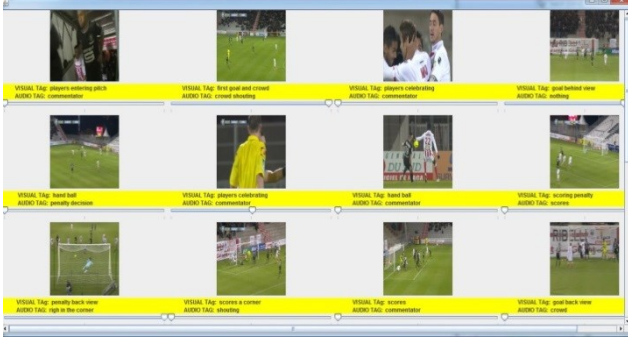 VISUAL TAg: players entering pitch
AUDIO TAG: commentator
VISUAL TAg: first goal and crowd
AUDIO TAG: crowd shouting
VISUAL TAg: players celebrating
AUDIO TAG: commentator
VISUAL TAg: goal behind view
AUDIO TAG: nothing
VISUAL TAg: hand ball
AUDIO TAG: penalty decision
VISUAL TAg: players celebrating
AUDIO TAG: commentator
VISUAL TAg: hand ball
AUDIO TAG: commentator
VISUAL TAg: scoring penalty
AUDIO TAG: scores
VISUAL TAg: penalty back view
AUDIO TAG: righ in the corner
VISUAL TAg: scores a corner
AUDIO TAG: shouting
VISUAL TAg: scores
AUDIO TAG: commentator
VISUAL TAg: goal back view
AUDIO TAG: crowd